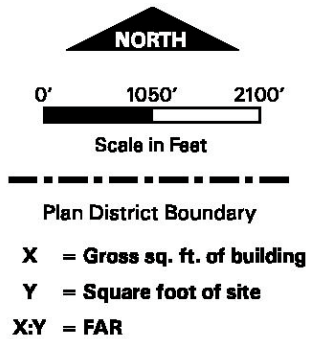 NORTH
0' 1050' 2100'
Scale in Feet
Plan District Boundary
X = Gross sq. ft. of building
Y = Square foot of site
X:Y = FAR